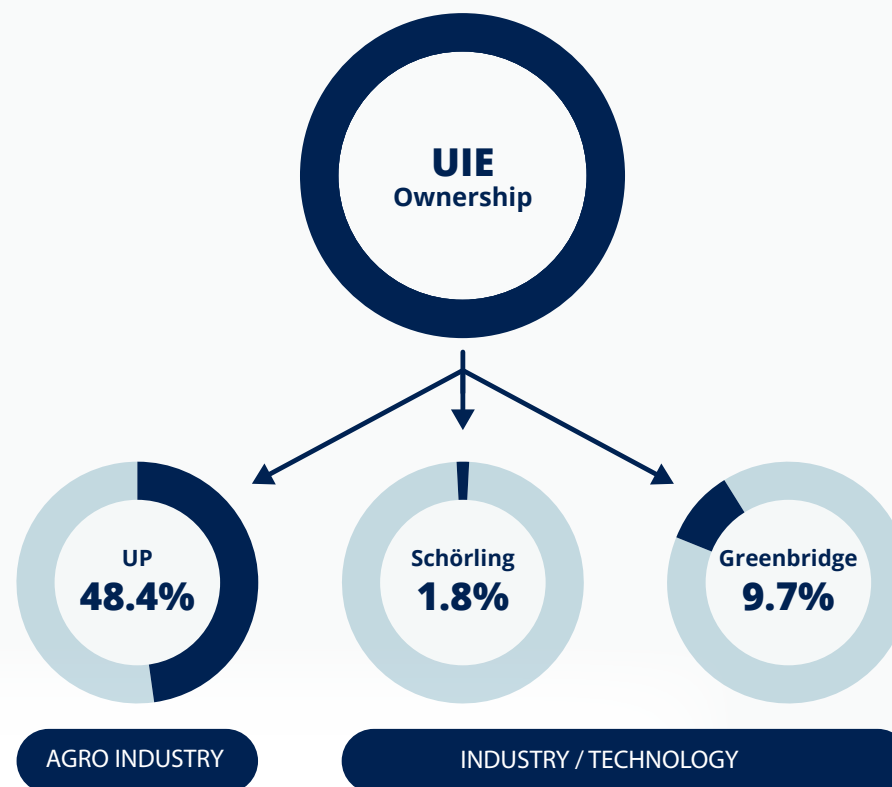 UIE
Ownership
UP
48.4%
Schörling
1.8%
Greenbridge
9.7%
AGRO INDUSTRY
INDUSTRY / TECHNOLOGY